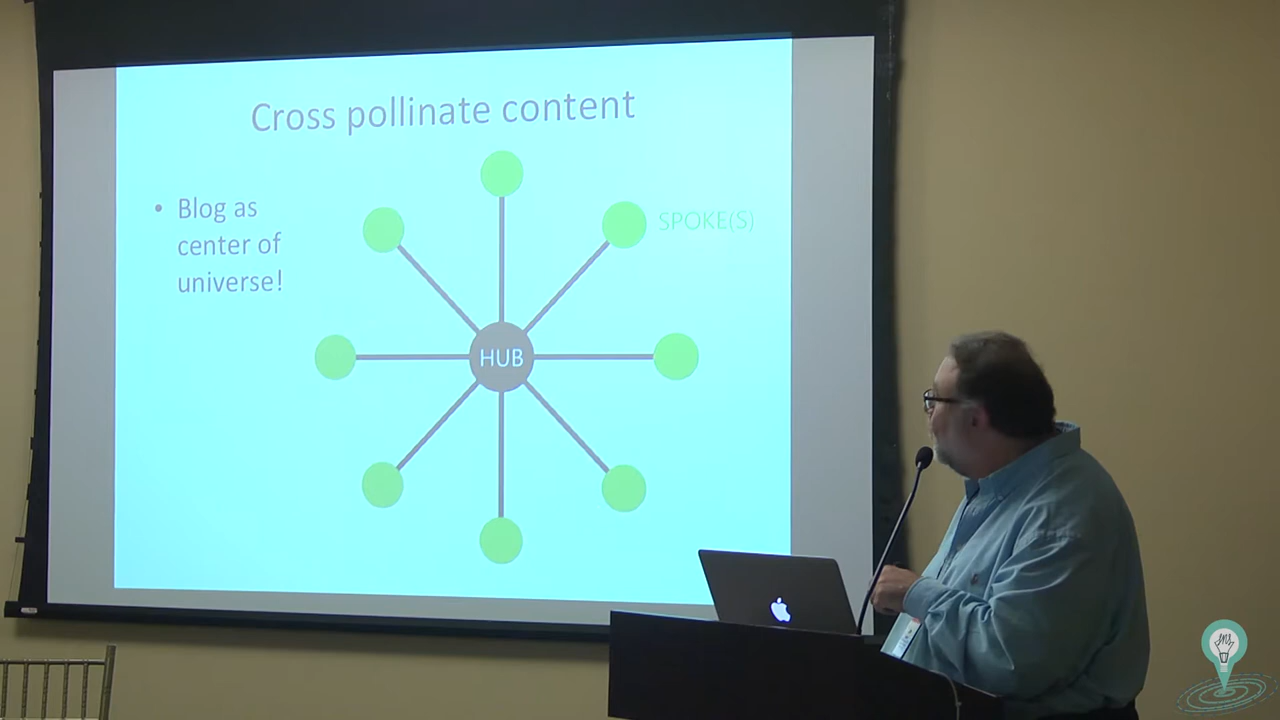 Cross pollinate content
• Blog as
center of
universe!
SPOKE(S)
HUB